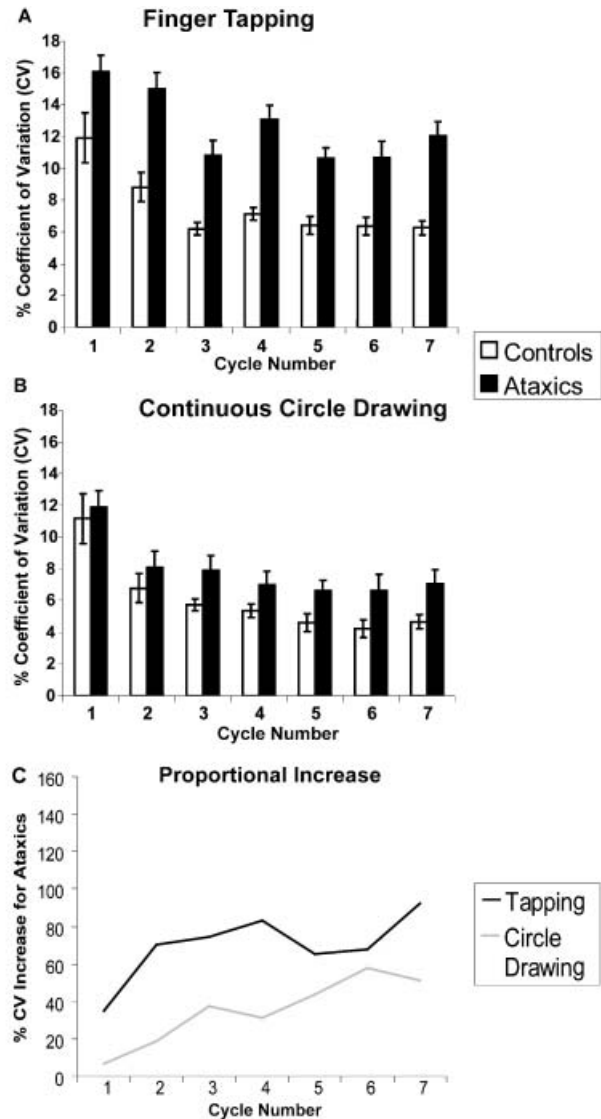 A
Finger Tapping
% Coefficient of Variation (CV)
18
16
14
12
10
8
6
4
2
0
1 2 3 4 5 6 7
Cycle Number
Controls
Ataxics
B
Continuous Circle Drawing
% Coefficient of Variation (CV)
18
16
14
12
10
8
6
4
2
0
1 2 3 4 5 6 7
Cycle Number
C
Proportional Increase
% CV Increase for Ataxics
160
140
120
100
80
60
40
20
0
1 2 3 4 5 6 7
Cycle Number
Tapping
Circle
Drawing